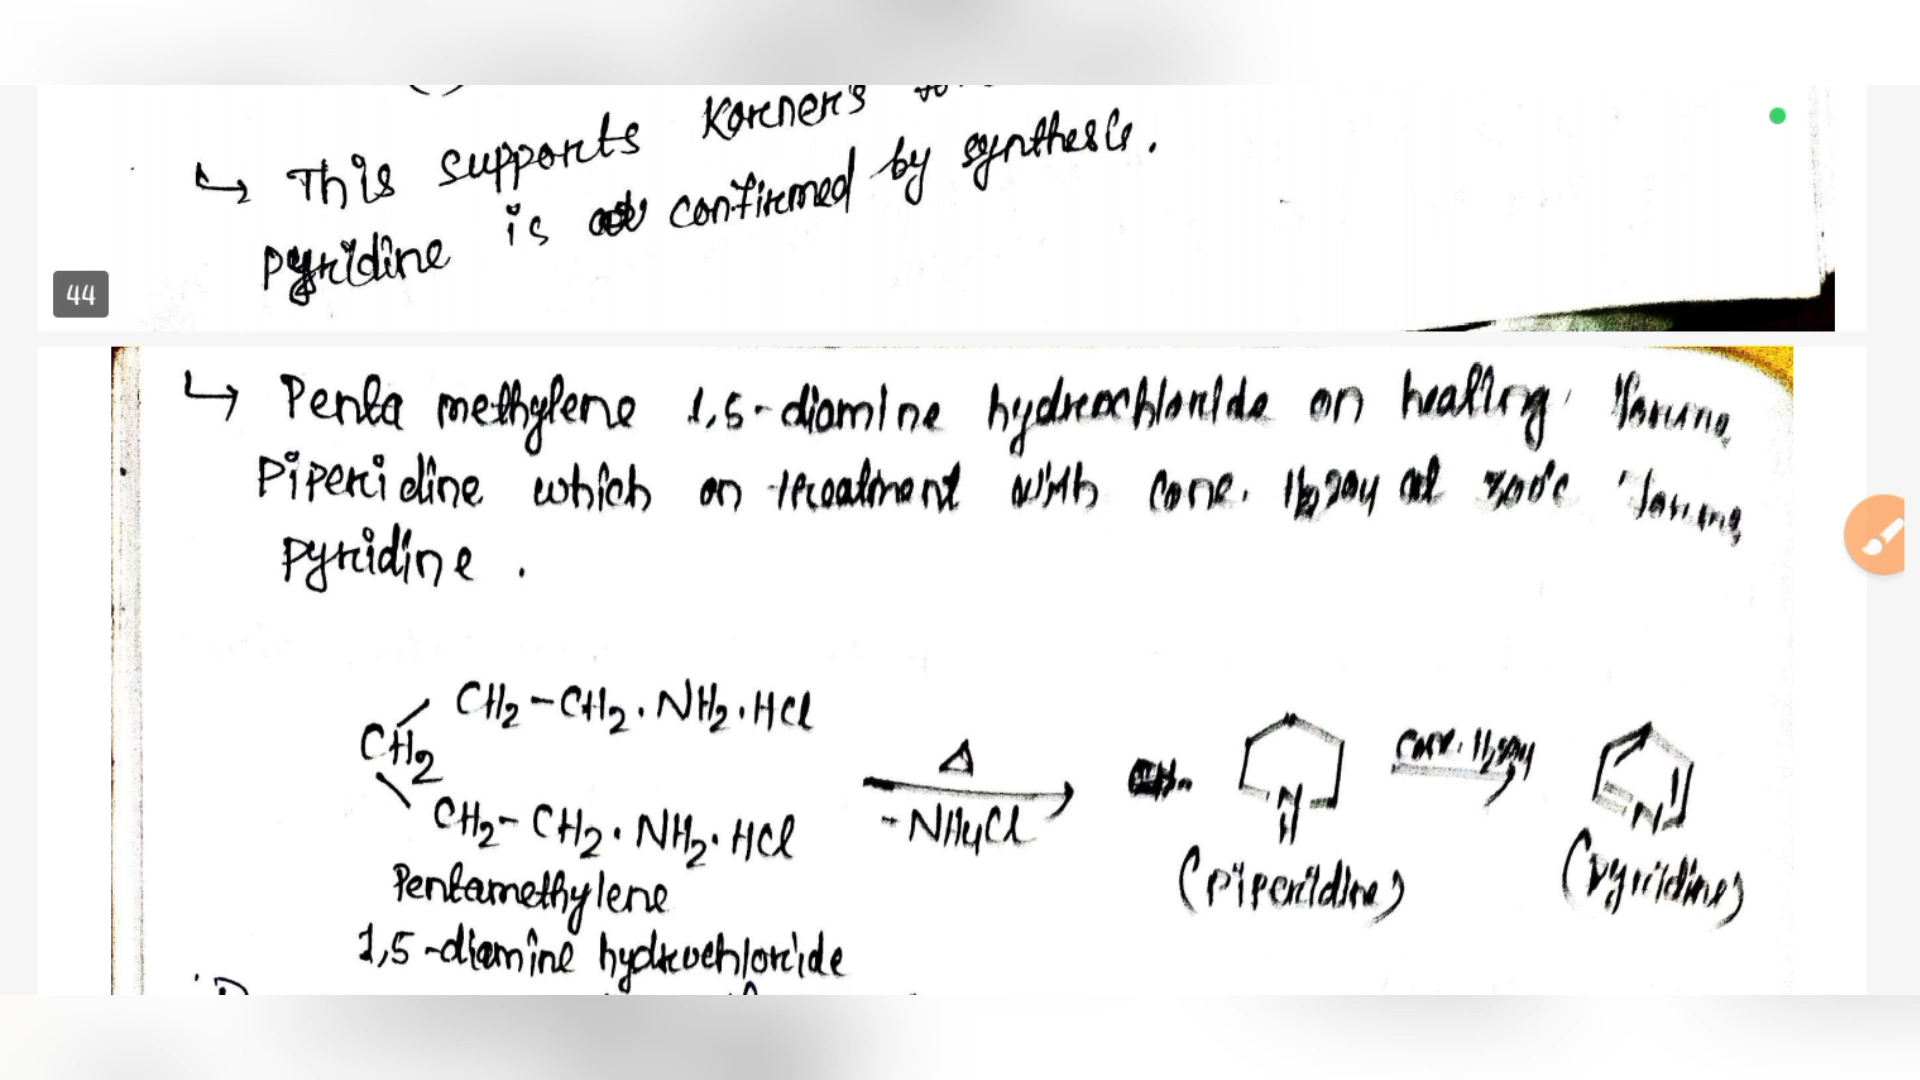 ↳ This supports Korner's
pyridine is confirmed by synthesis.
44
↳ Penta methylene 1,5-diamine hydrochloride on heating
Piperidine which on treatment with conc. H2SO4 at 300°c
pyridine.
CH2-CH2.NH2.HCl
CH2
CH2-CH2.NH2.HCl
Δ
-NH4Cl
N
H
conc. H2SO4
N
(piperidine)
(Pyridine)
Pentamethylene
1,5-diamine hydrochloride